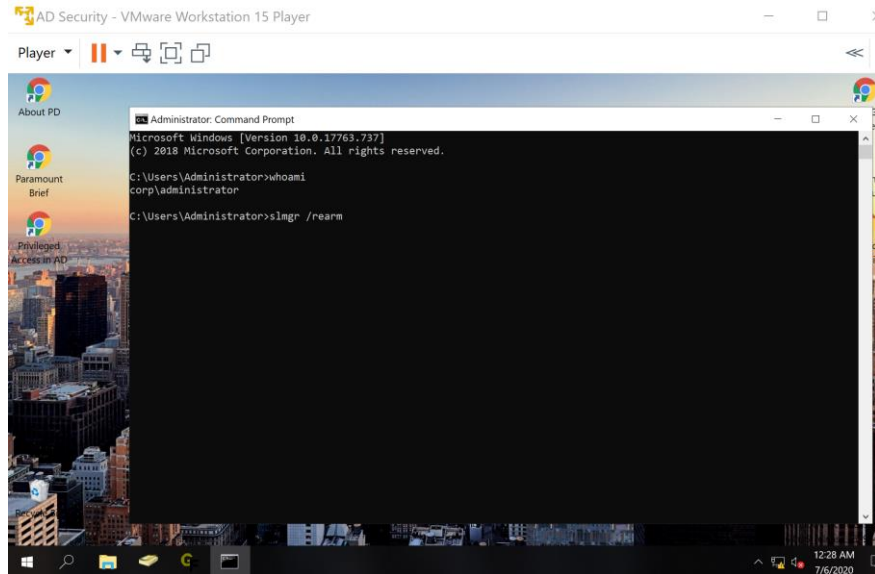 AD Security - VMware Workstation 15 Player
Player
About PD
Administrator: Command Prompt
Microsoft Windows [Version 10.0.17763.737]
(c) 2018 Microsoft Corporation. All rights reserved.
Paramount
Brief
C:\Users\Administrator>whoami
corp\administrator
C:\Users\Administrator>slmgr /rearm
Privileged
Access in AD
12:28 AM
7/6/2020